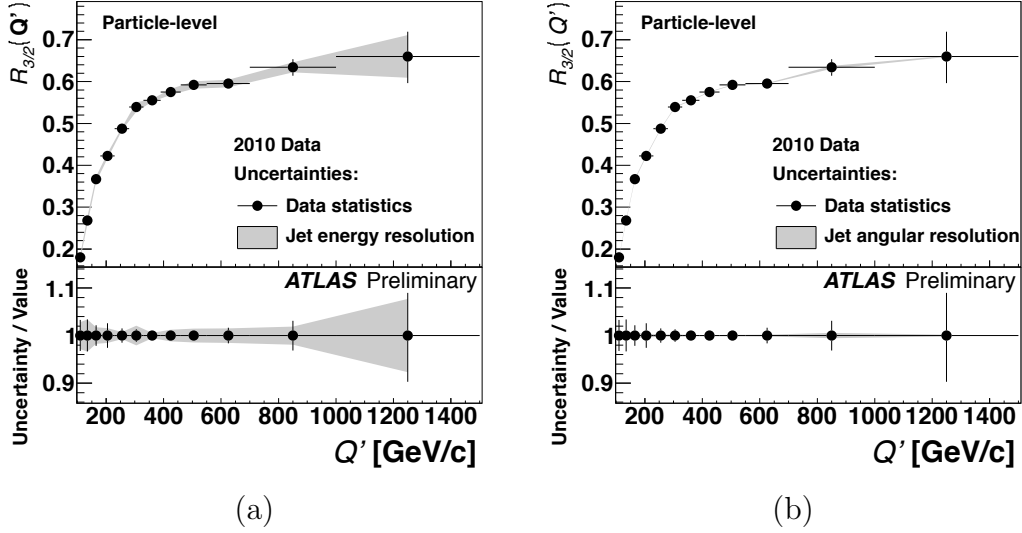 Particle-level
R3/2( Q' )
0.7
0.6
0.5
0.4
0.3
0.2
2010 Data
Uncertainties:
Data statistics
Jet energy resolution
ATLAS Preliminary
Uncertainty / Value
1.1
1
0.9
200 400 600 800 1000 1200 1400
Q' [GeV/c]
(a)
Particle-level
R3/2( Q' )
0.7
0.6
0.5
0.4
0.3
0.2
2010 Data
Uncertainties:
Data statistics
Jet angular resolution
ATLAS Preliminary
Uncertainty / Value
1.1
1
0.9
200 400 600 800 1000 1200 1400
Q' [GeV/c]
(b)